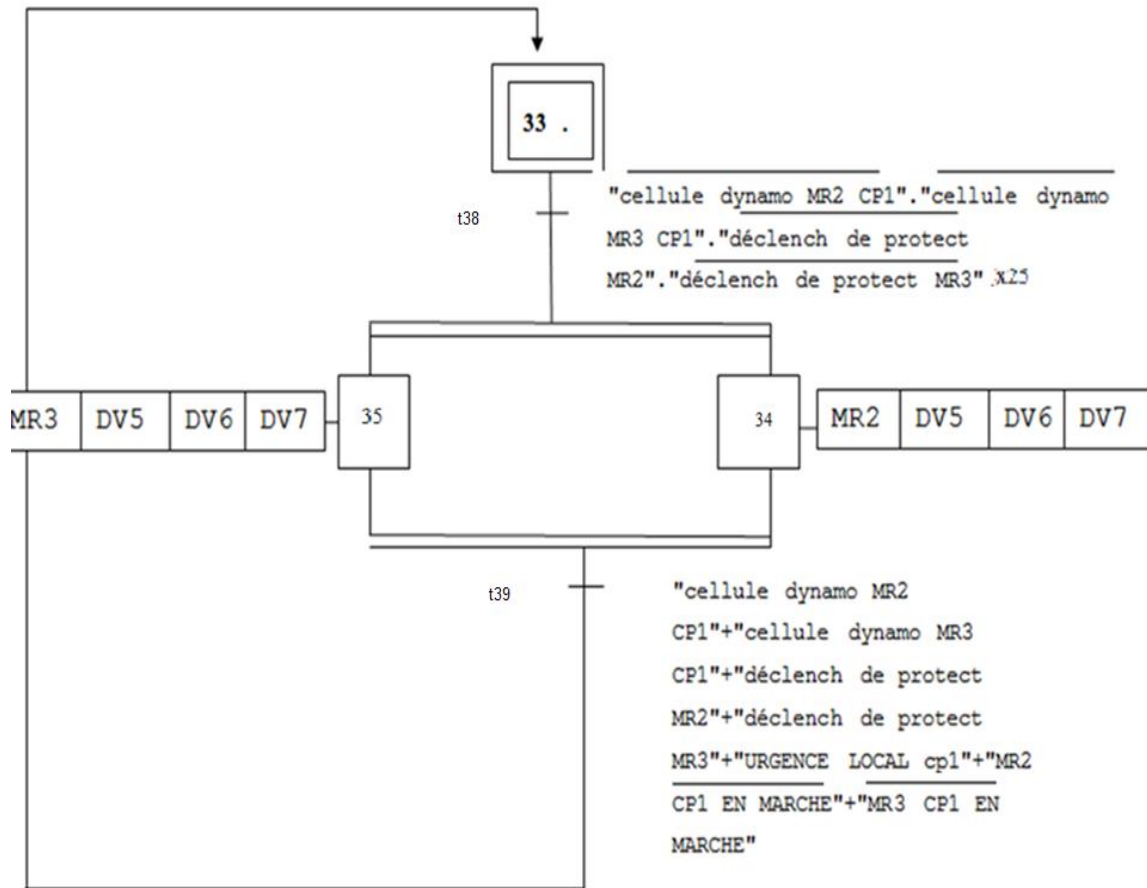 33 .
t38
"cellule dynamo MR2 CP1"."cellule dynamo
MR3 CP1"."déclench de protect
MR2"."déclench de protect MR3".X25
MR3 DV5 DV6 DV7
35
34
MR2 DV5 DV6 DV7
t39
"cellule dynamo MR2
CP1"+"cellule dynamo MR3
CP1"+"déclench de protect
MR2"+"déclench de protect
MR3"+"URGENCE LOCAL cp1"+"MR2
CP1 EN MARCHE"+"MR3 CP1 EN
MARCHE"